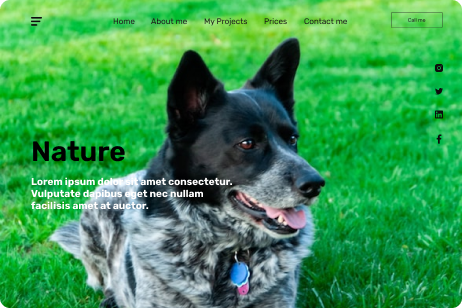 Home About me My Projects Prices Contact me Call me
Nature
Lorem ipsum dolor sit amet consectetur.
Vulputate dapibus eget nec nullam
facilisis amet at auctor.